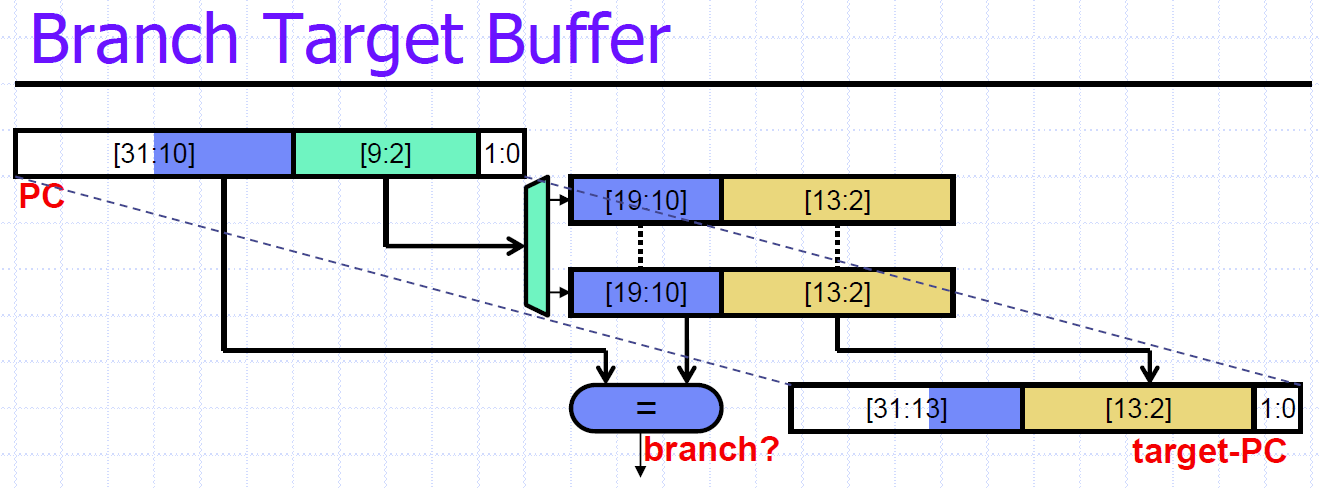 Branch Target Buffer
[31:10] [9:2] 1:0
PC
[19:10] [13:2]
[19:10] [13:2]
=
[31:13] [13:2] 1:0
branch?
target-PC